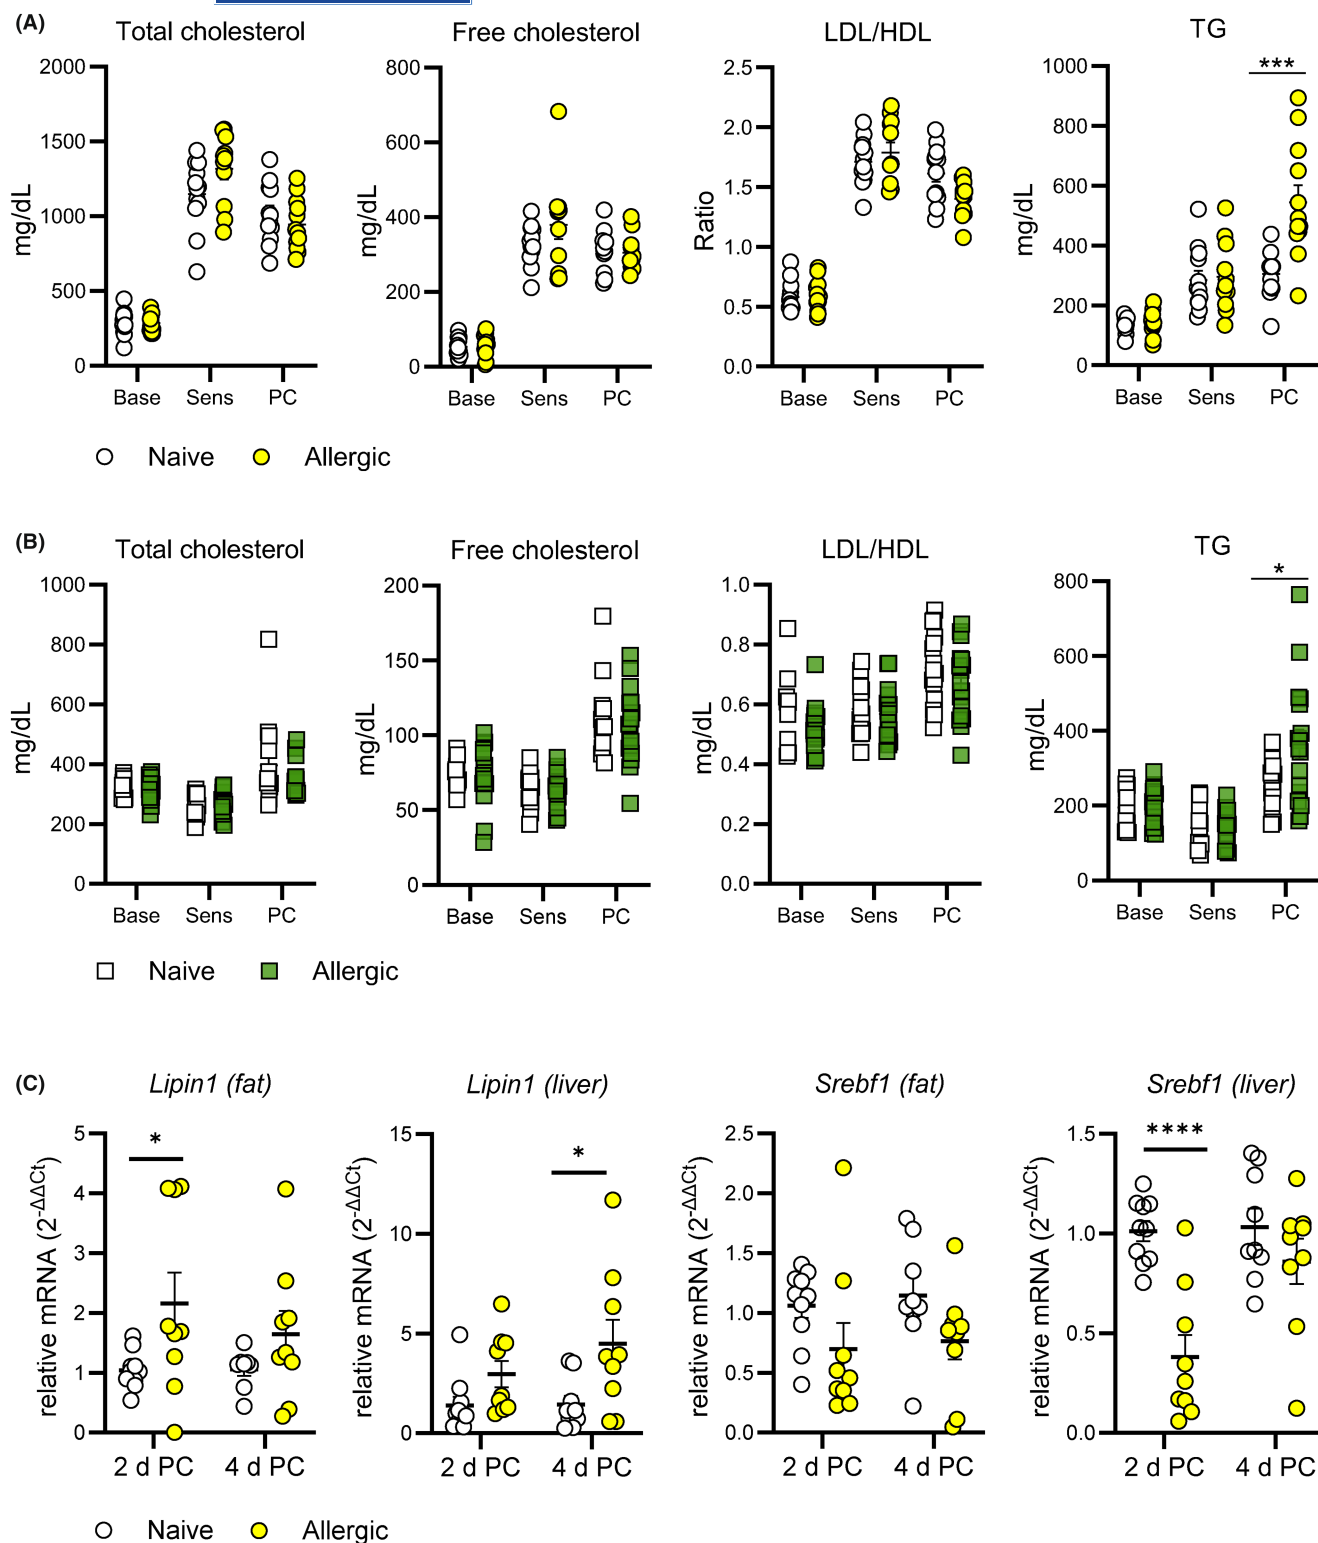 (A)
Total cholesterol
Free cholesterol
LDL/HDL
TG
2000
1500
1000
500
0
mg/dL
Base
Sens
PC
800
600
400
200
0
mg/dL
Base
Sens
PC
2.5
2.0
1.5
1.0
0.5
0.0
Ratio
Base
Sens
PC
1000
800
600
400
200
0
mg/dL
***
Base
Sens
PC
Naive
Allergic
(B)
Total cholesterol
Free cholesterol
LDL/HDL
TG
1000
800
600
400
200
0
mg/dL
Base
Sens
PC
200
150
100
50
0
mg/dL
Base
Sens
PC
1.0
0.8
0.6
0.4
0.2
0.0
mg/dL
Base
Sens
PC
800
600
400
200
0
mg/dL
*
Base
Sens
PC
Naive
Allergic
(C)
Lipin1 (fat)
Lipin1 (liver)
Srebf1 (fat)
Srebf1 (liver)
5
4
3
2
1
0
relative mRNA (2-ΔΔCt)
*
2 d PC
4 d PC
15
10
5
0
relative mRNA (2-ΔΔCt)
*
2 d PC
4 d PC
2.5
2.0
1.5
1.0
0.5
0.0
relative mRNA (2-ΔΔCt)
2 d PC
4 d PC
1.5
1.0
0.5
0.0
relative mRNA (2-ΔΔCt)
****
2 d PC
4 d PC
Naive
Allergic